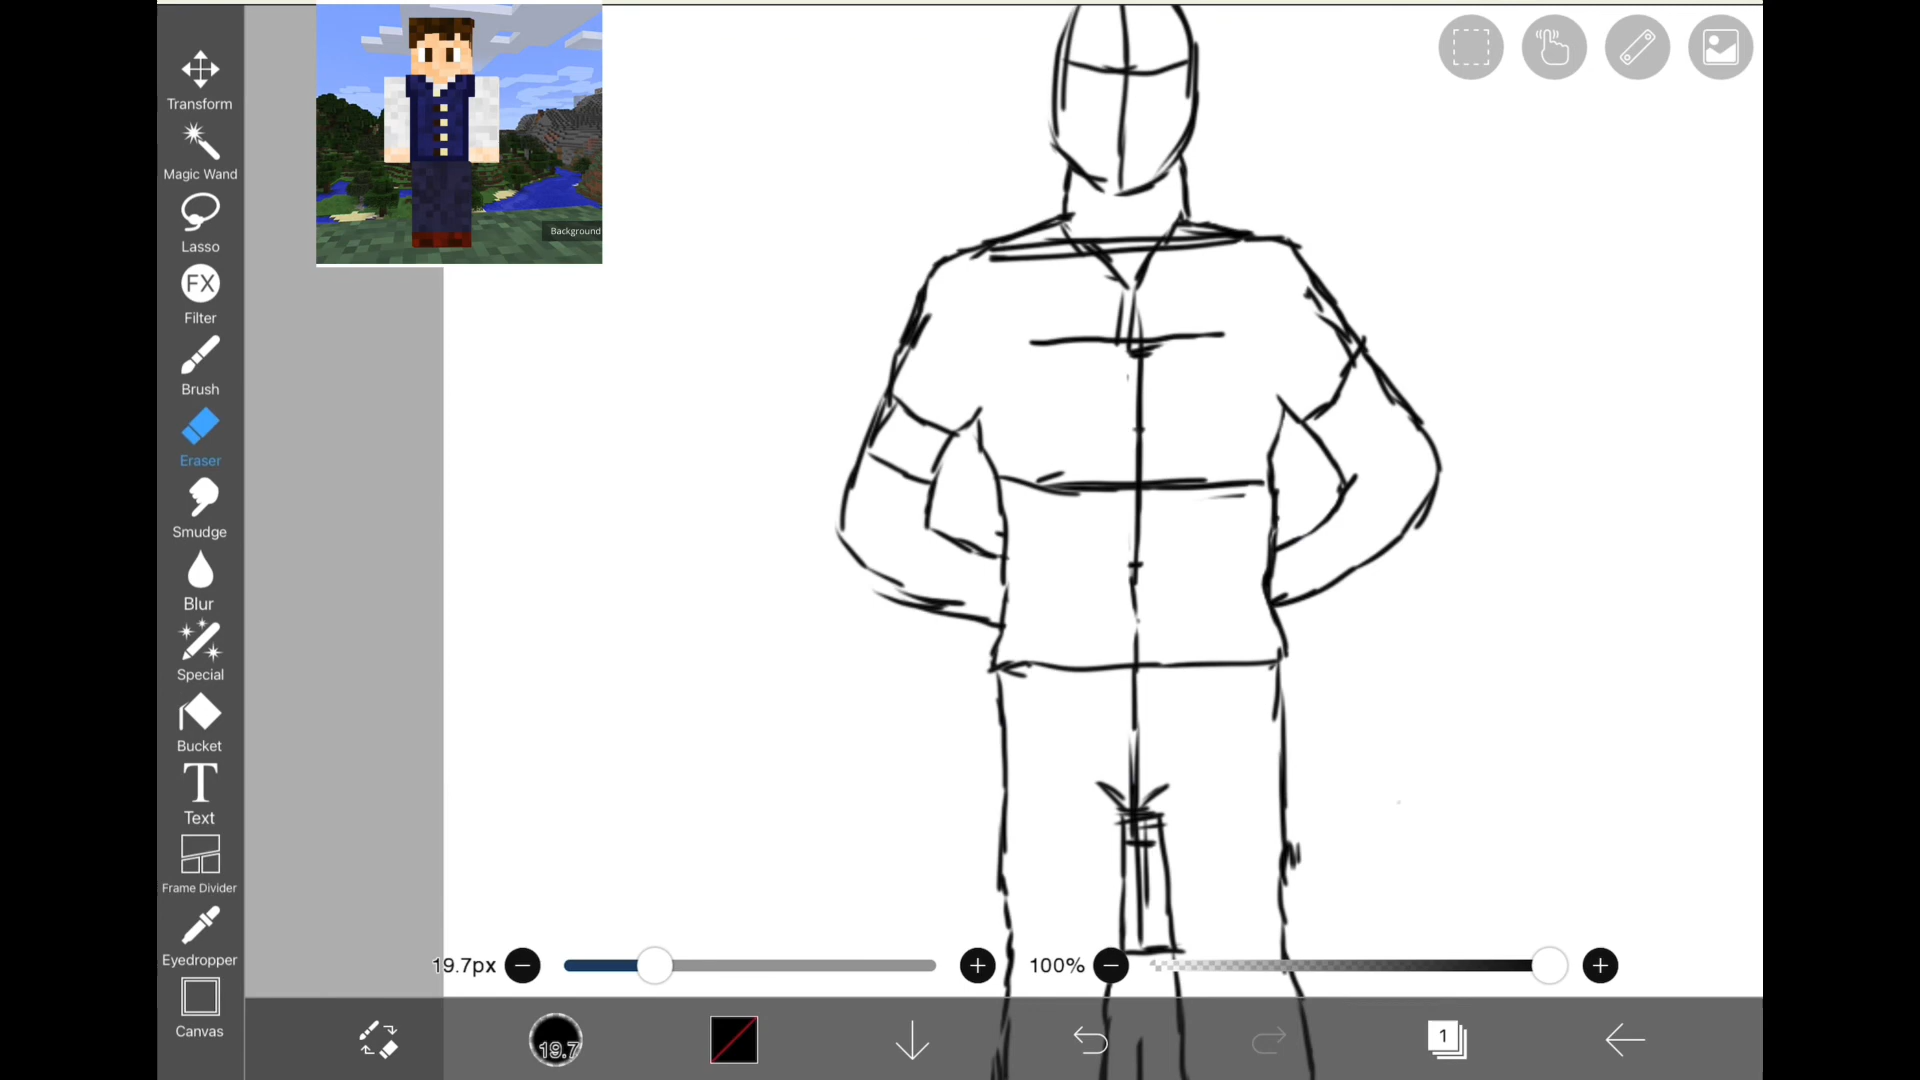 Transform
Magic Wand
Lasso
FX
Filter
Brush
Eraser
Smudge
Blur
Special
Bucket
T
Text
Frame Divider
Eyedropper
Canvas
Background
19.7px
100%
19.7
1